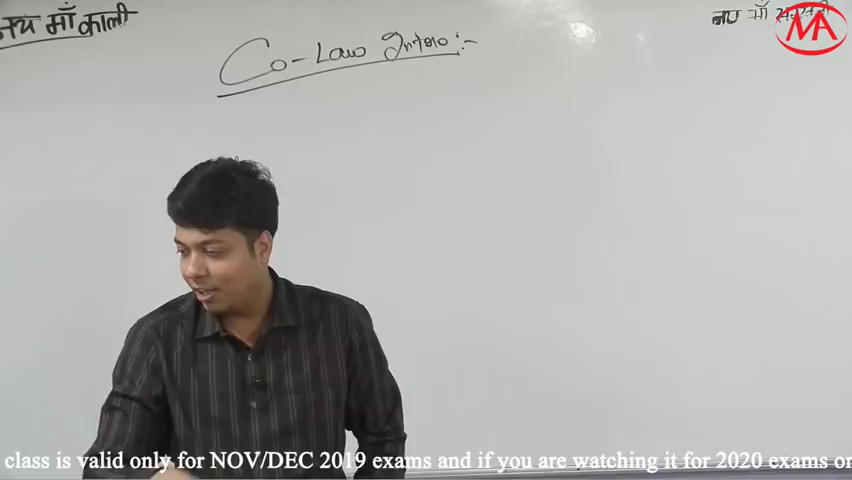 जय माँ काली
जय माँ सरस्वती
MA
Co-Law Intro :-
class is valid only for NOV/DEC 2019 exams and if you are watching it for 2020 exams or